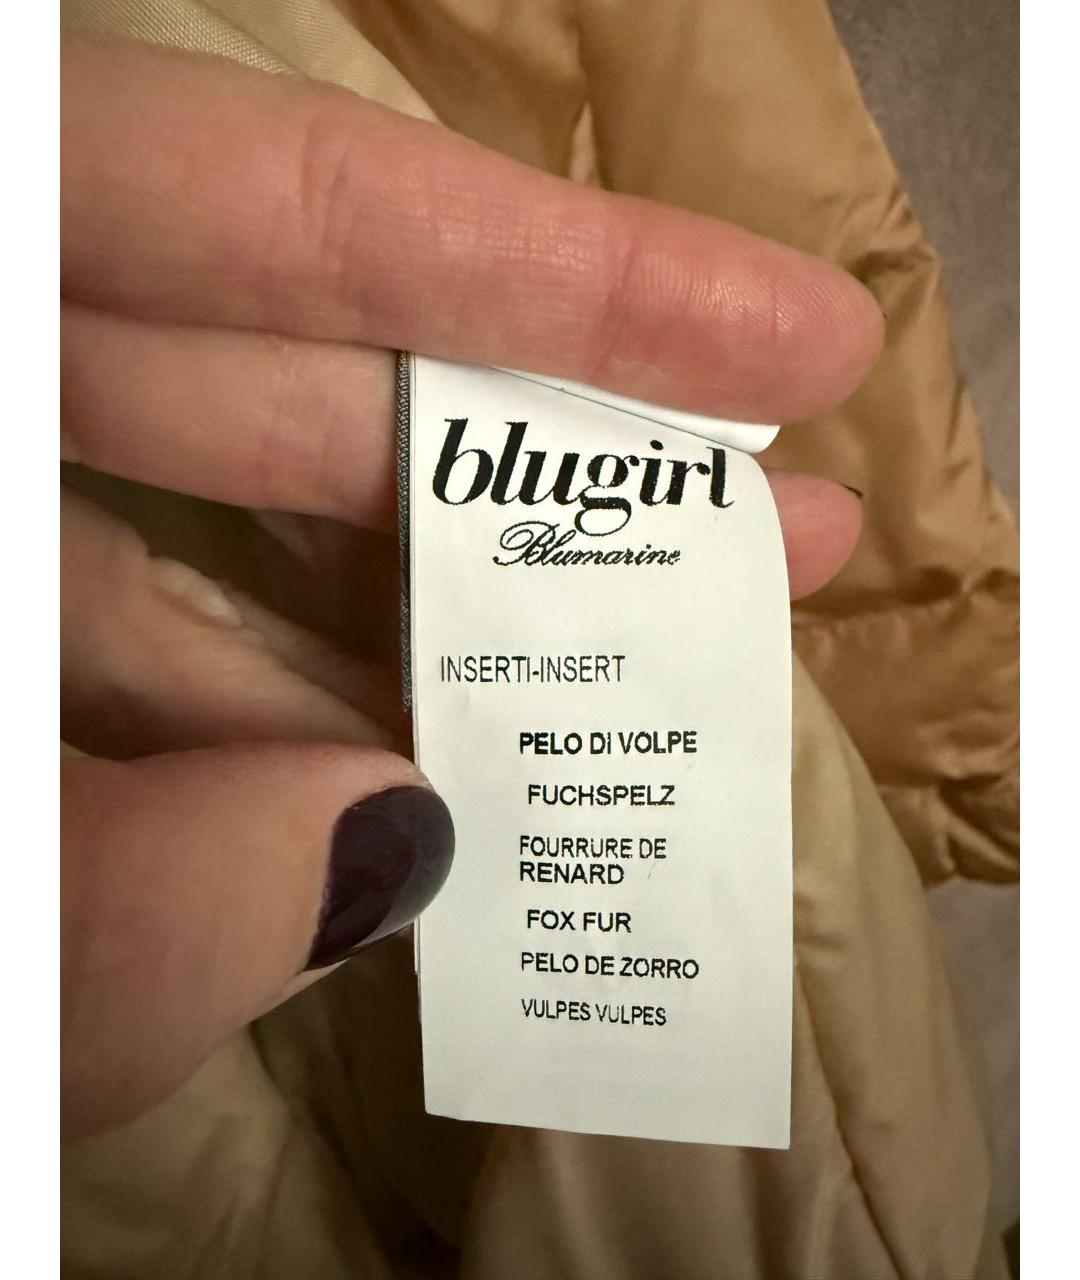 blugirl
Blumarine
INSERTI-INSERT
PELO DI VOLPE
FUCHSPELZ
FOURRURE DE
RENARD
FOX FUR
PELO DE ZORRO
VULPES VULPES